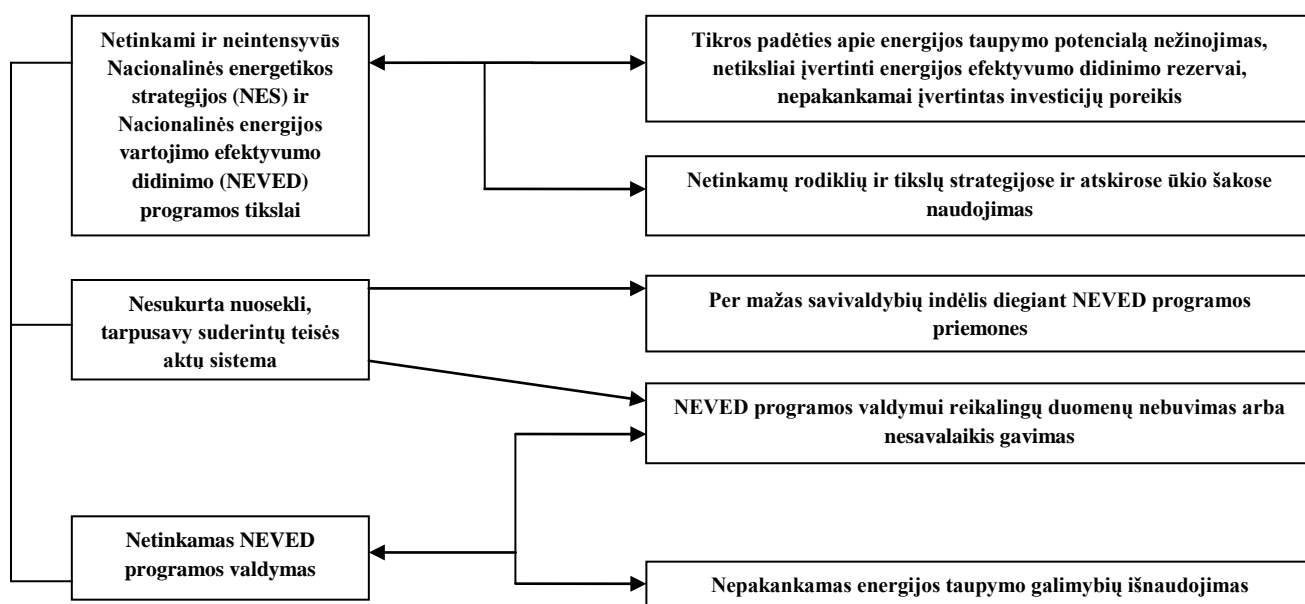 Netinkami ir neintensyvūs
Nacionalinės energetikos
strategijos (NES) ir
Nacionalinės energijos
vartojimo efektyvumo
didinimo (NEVED)
programos tikslai
Tikros padėties apie energijos taupymo potencialą nežinojimas,
netiksliai įvertinti energijos efektyvumo didinimo rezervai,
nepakankamai įvertintas investicijų poreikis
Netinkamų rodiklių ir tikslų strategijose ir atskirose ūkio šakose
naudojimas
Nesukurta nuosekli,
tarpusavy suderintų teisės
aktų sistema
Per mažas savivaldybių indėlis diegiant NEVED programos
priemones
NEVED programos valdymui reikalingų duomenų nebuvimas arba
nesavalaikis gavimas
Netinkamas NEVED
programos valdymas
Nepakankamas energijos taupymo galimybių išnaudojimas